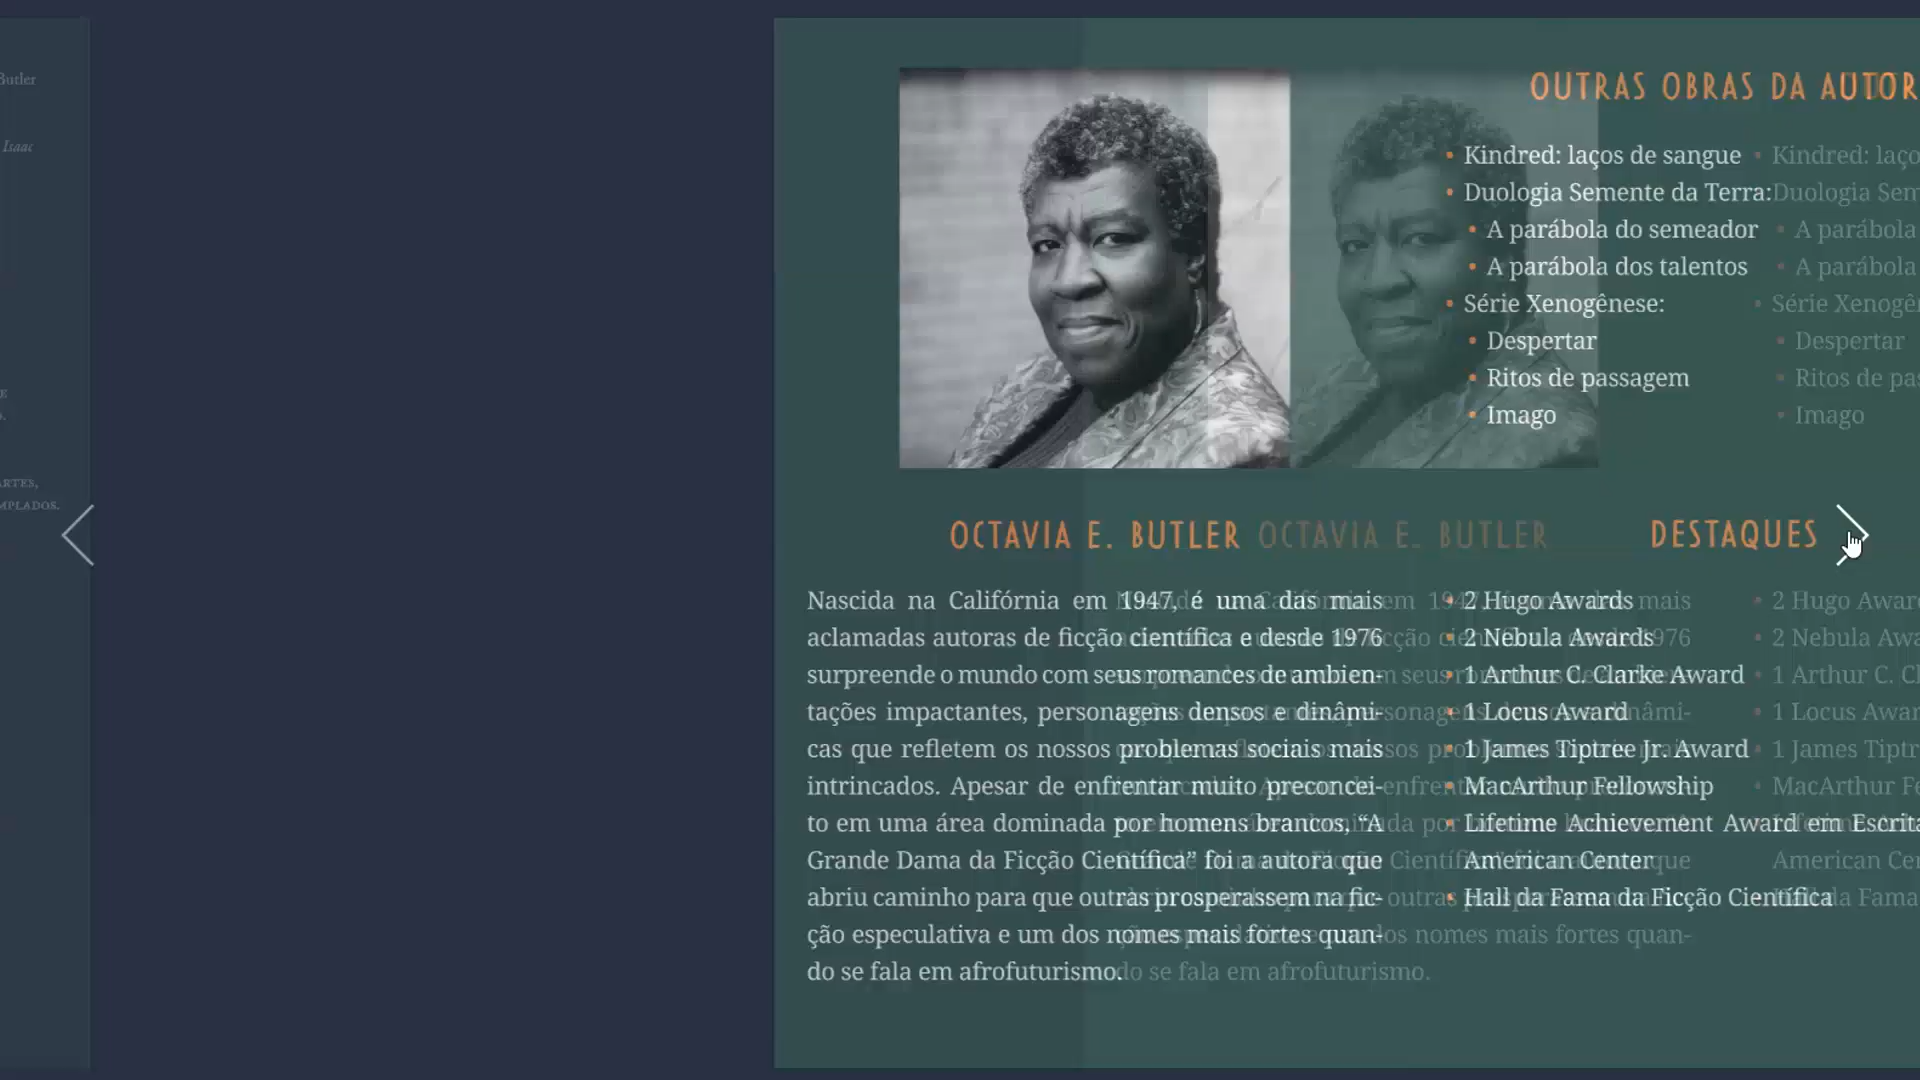 Butler
Isaac
ARTES,
MPLADOS.
OUTRAS OBRAS DA AUTOR
• Kindred: laços de sangue
• Duologia Semente da Terra:
• A parábola do semeador
• A parábola dos talentos
• Série Xenogênese:
• Despertar
• Ritos de passagem
• Imago
OCTAVIA E. BUTLER
Nascida na Califórnia em 1947, é uma das mais
aclamadas autoras de ficção científica e desde 1976
surpreende o mundo com seus romances de ambien-
tações impactantes, personagens densos e dinâmi-
cas que refletem os nossos problemas sociais mais
intrincados. Apesar de enfrentar muito preconcei-
to em uma área dominada por homens brancos, “A
Grande Dama da Ficção Científica” foi a autora que
abriu caminho para que outras prosperassem na fic-
ção especulativa e um dos nomes mais fortes quan-
do se fala em afrofuturismo.
DESTAQUES
• 2 Hugo Awards
• 2 Nebula Awards
• 1 Arthur C. Clarke Award
• 1 Locus Award
• 1 James Tiptree Jr. Award
• MacArthur Fellowship
• Lifetime Achievement Award em Escrita
American Center
• Hall da Fama da Ficção Científica